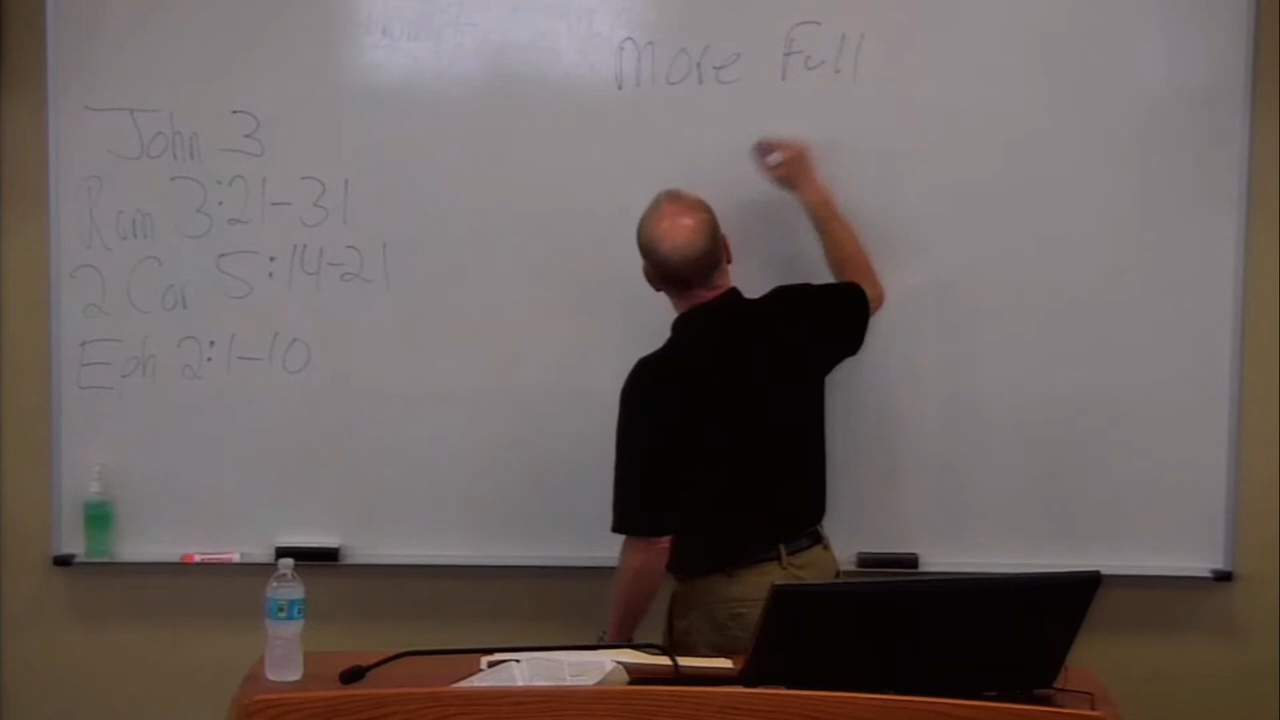 John 3
Rom 3:21-31
2 Cor 5:14-21
Eph 2:1-10
More Full